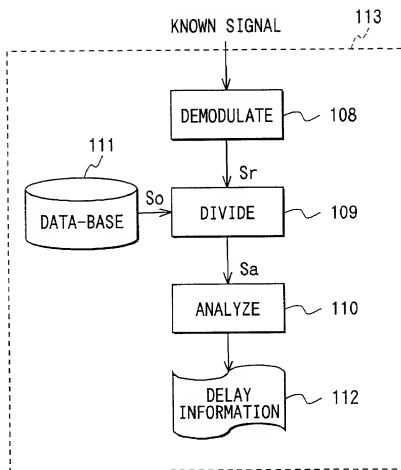 KNOWN SIGNAL
113
DEMODULATE
108
111
Sr
DATA-BASE
So
DIVIDE
109
Sa
ANALYZE
110
DELAY
INFORMATION
112